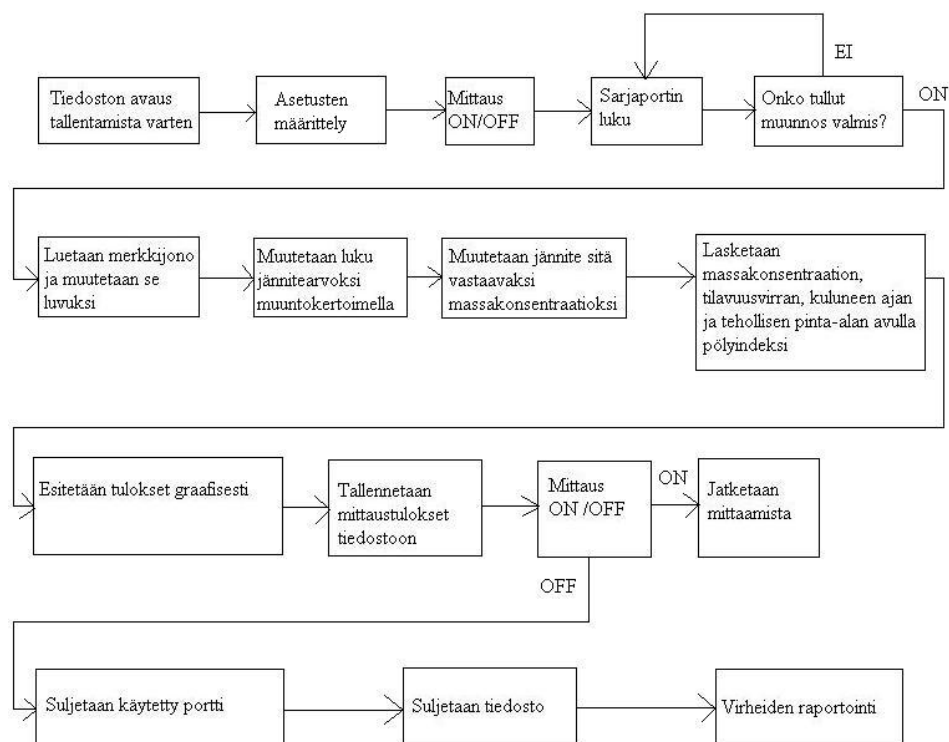 EI
Tiedoston avaus
tallentamista varten
Asetusten
määrittely
Mittaus
ON/OFF
Sarjaportin
luku
Onko tullut
muunnos valmis?
ON
Luetaan merkkijono
ja muutetaan se
luvuksi
Muutetaan luku
jännitearvoksi
muuntokertoimella
Muutetaan jännite sitä
vastaavaksi
massakonsentraatioksi
Lasketaan
massakonsentraation,
tilavuusvirran, kuluneen ajan
ja tehollisen pinta-alan avulla
pölyindeksi
Esitetään tulokset graafisesti
Tallennetaan
mittaustulokset
tiedostoon
Mittaus
ON /OFF
ON
Jatketaan
mittaamista
OFF
Suljetaan käytetty portti
Suljetaan tiedosto
Virheiden raportointi